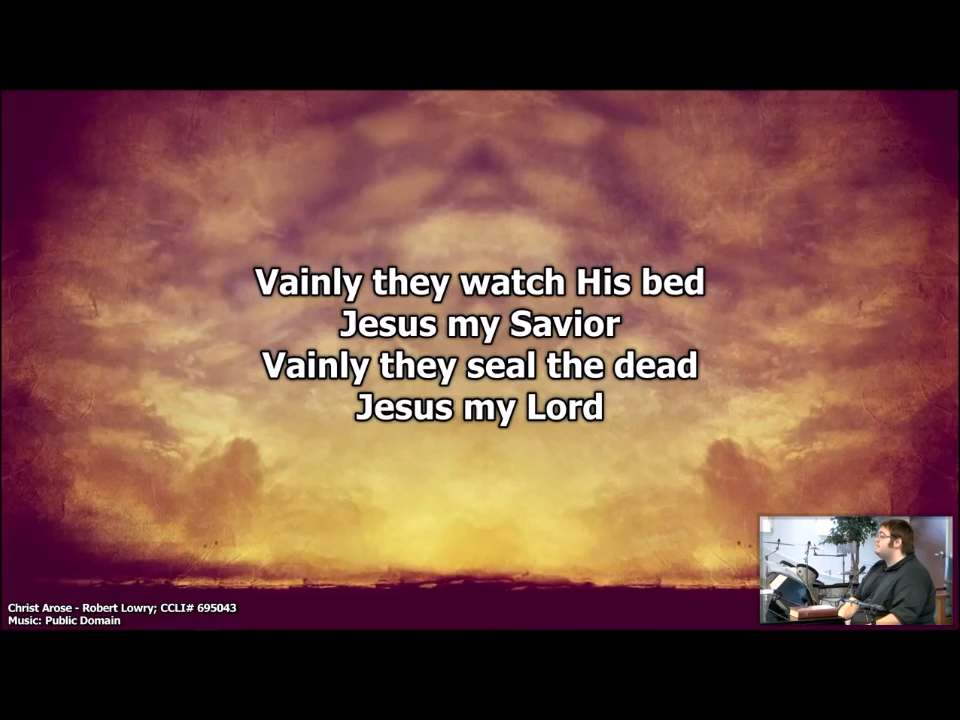 Vainly they watch His bed
Jesus my Savior
Vainly they seal the dead
Jesus my Lord
Christ Arose - Robert Lowry; CCLI# 695043
Music: Public Domain